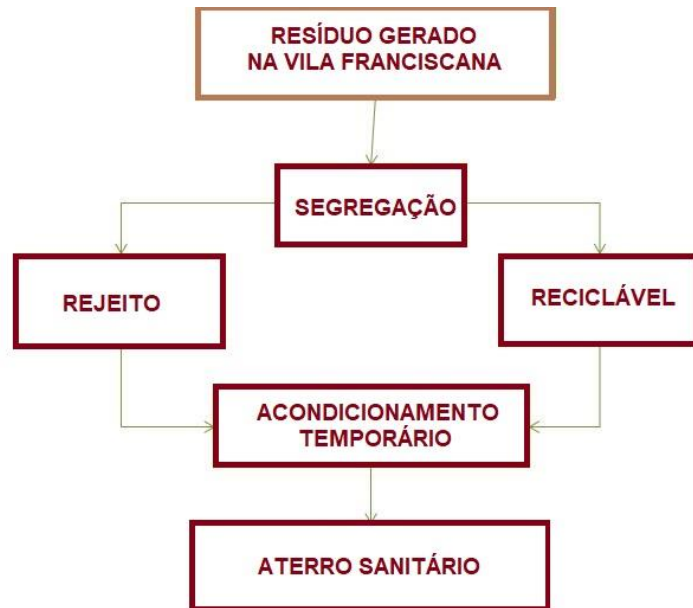 RESÍDUO GERADO
NA VILA FRANCISCANA
SEGREGAÇÃO
REJEITO
RECICLÁVEL
ACONDICIONAMENTO
TEMPORÁRIO
ATERRO SANITÁRIO